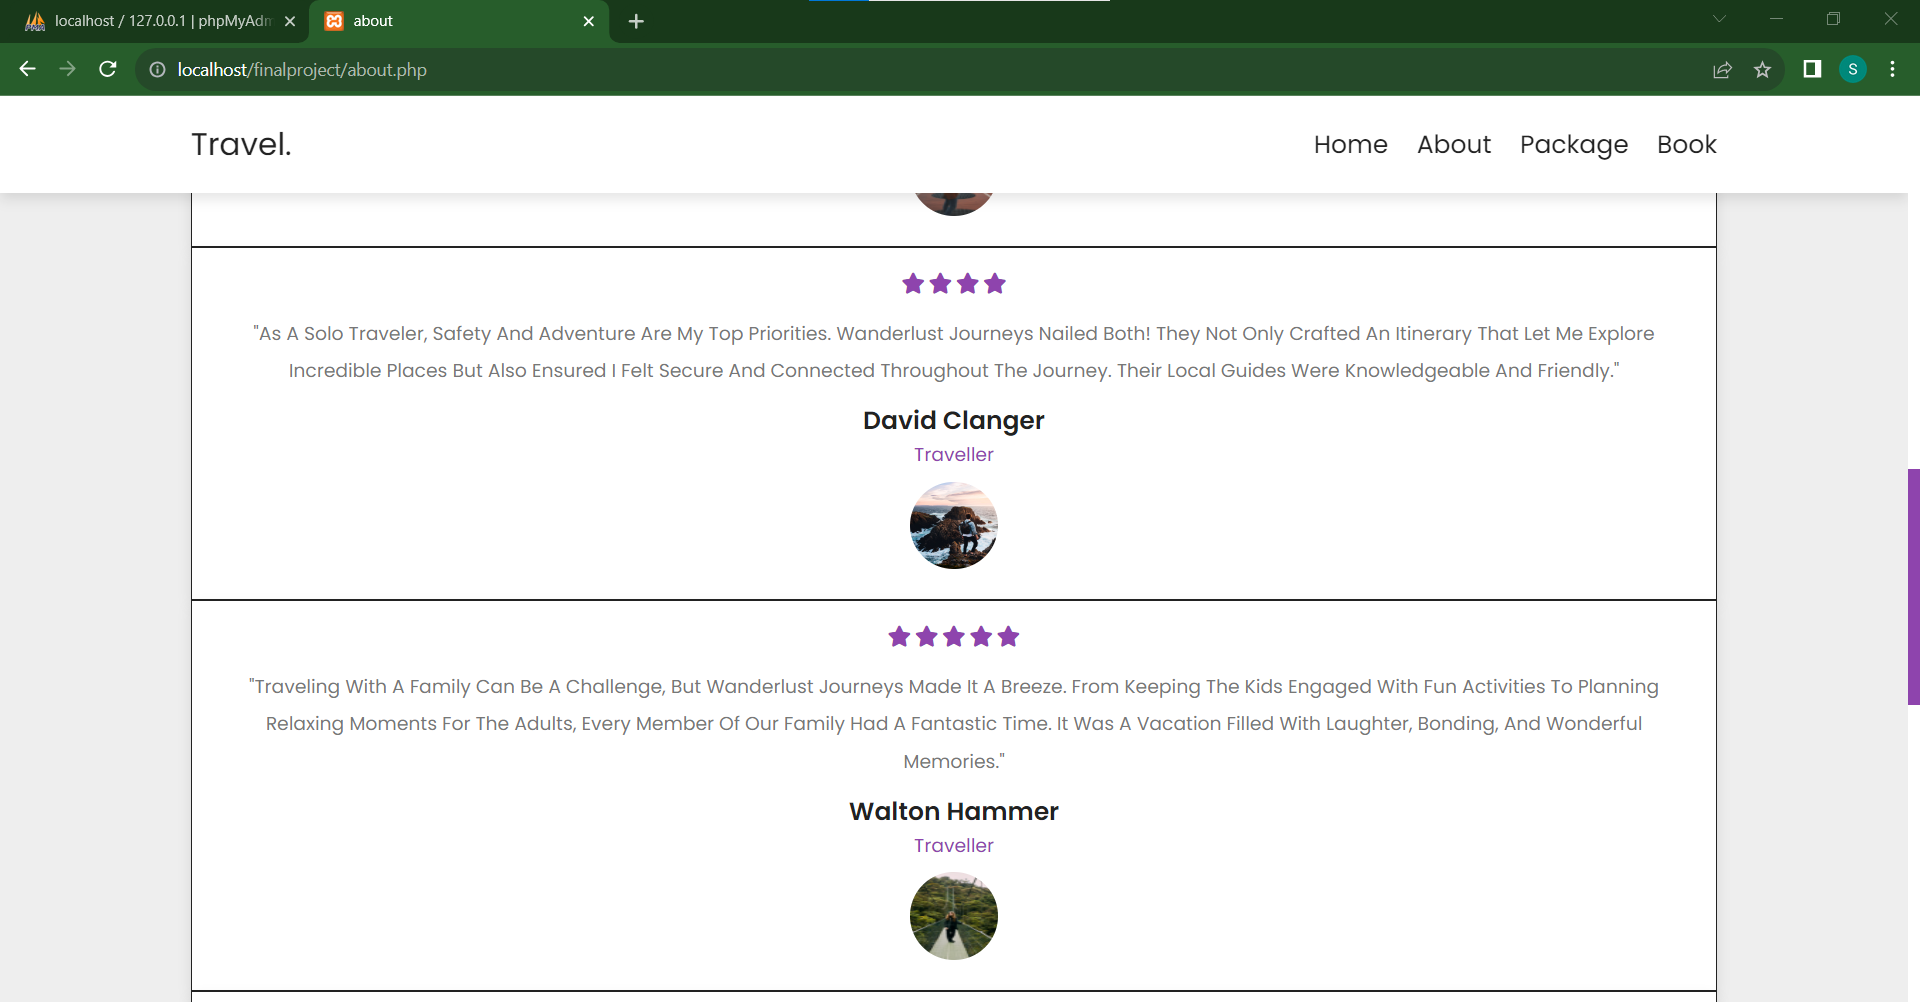 localhost / 127.0.0.1 | phpMyAdm
about
localhost/finalproject/about.php
S
Travel.
Home About Package Book
"As A Solo Traveler, Safety And Adventure Are My Top Priorities. Wanderlust Journeys Nailed Both! They Not Only Crafted An Itinerary That Let Me Explore
Incredible Places But Also Ensured I Felt Secure And Connected Throughout The Journey. Their Local Guides Were Knowledgeable And Friendly."
David Clanger
Traveller
"Traveling With A Family Can Be A Challenge, But Wanderlust Journeys Made It A Breeze. From Keeping The Kids Engaged With Fun Activities To Planning
Relaxing Moments For The Adults, Every Member Of Our Family Had A Fantastic Time. It Was A Vacation Filled With Laughter, Bonding, And Wonderful
Memories."
Walton Hammer
Traveller